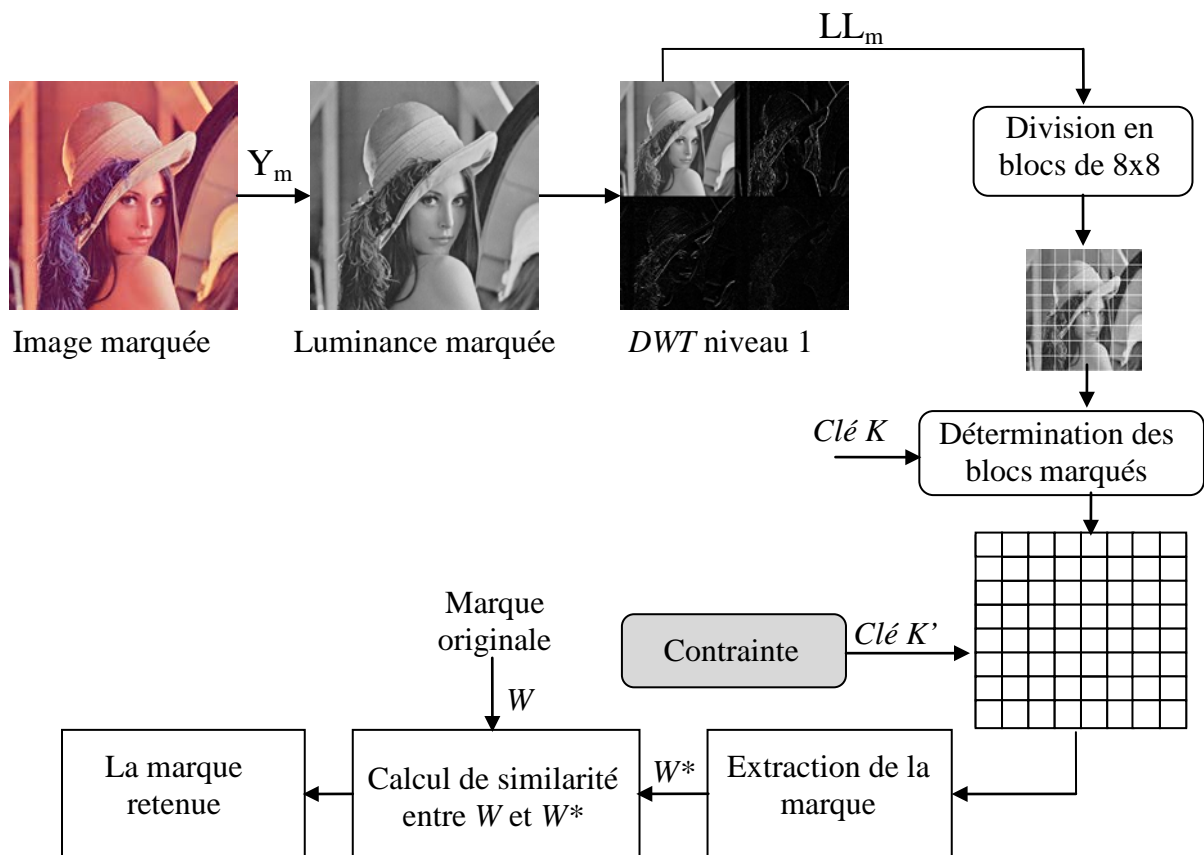 LLm
Ym
Image marquée
Luminance marquée
DWT niveau 1
Division en
blocs de 8x8
Clé K
Détermination des
blocs marqués
Contrainte
Clé K’
Marque
originale
W
La marque
retenue
Calcul de similarité
entre W et W*
W*
Extraction de la
marque